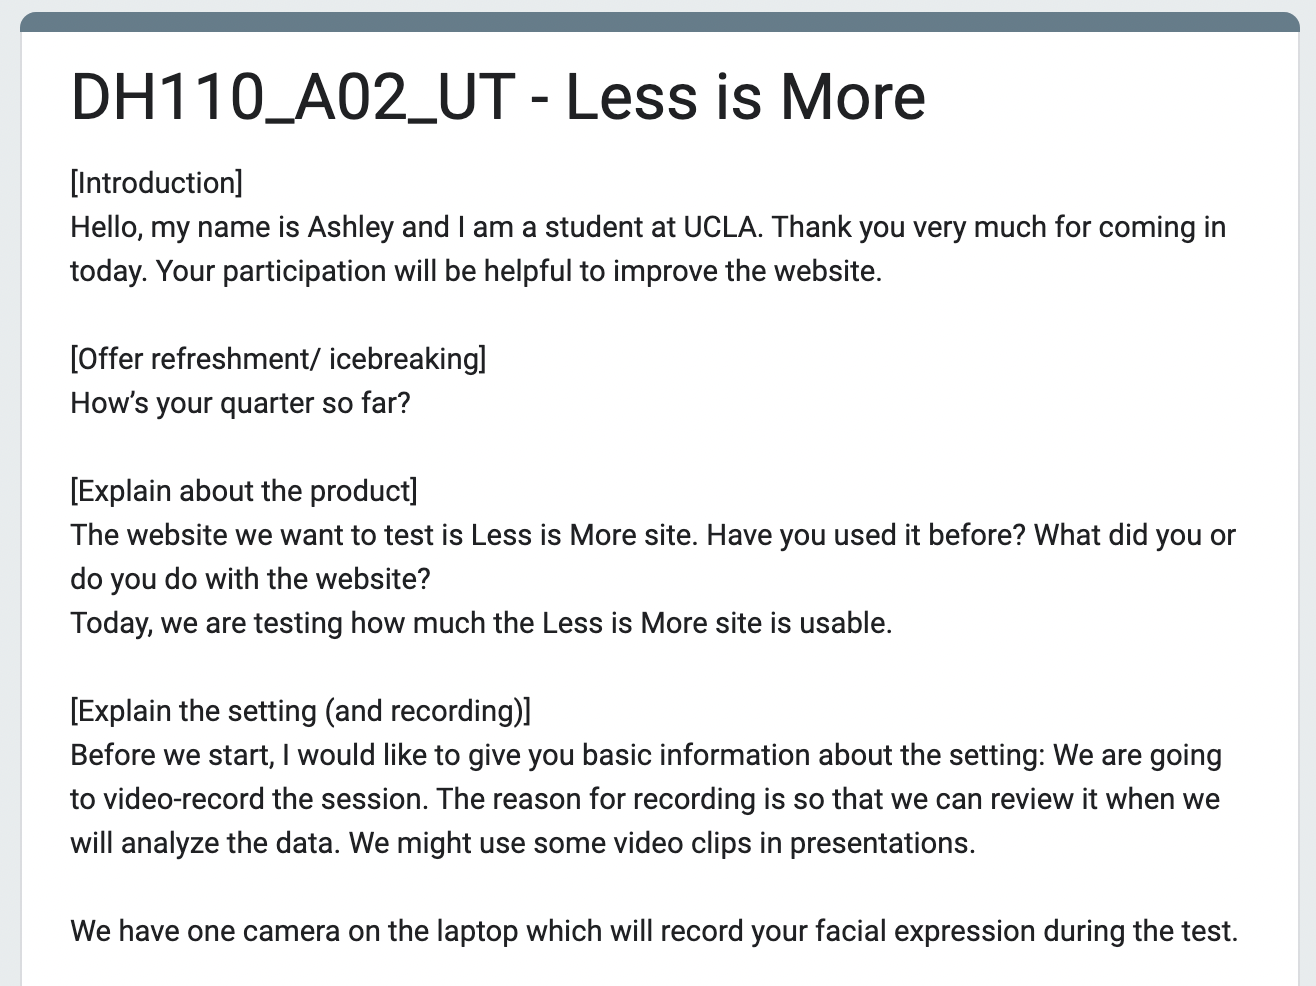 DH110_A02_UT - Less is More
[Introduction]
Hello, my name is Ashley and I am a student at UCLA. Thank you very much for coming in
today. Your participation will be helpful to improve the website.
[Offer refreshment/ icebreaking]
How’s your quarter so far?
[Explain about the product]
The website we want to test is Less is More site. Have you used it before? What did you or
do you do with the website?
Today, we are testing how much the Less is More site is usable.
[Explain the setting (and recording)]
Before we start, I would like to give you basic information about the setting: We are going
to video-record the session. The reason for recording is so that we can review it when we
will analyze the data. We might use some video clips in presentations.
We have one camera on the laptop which will record your facial expression during the test.